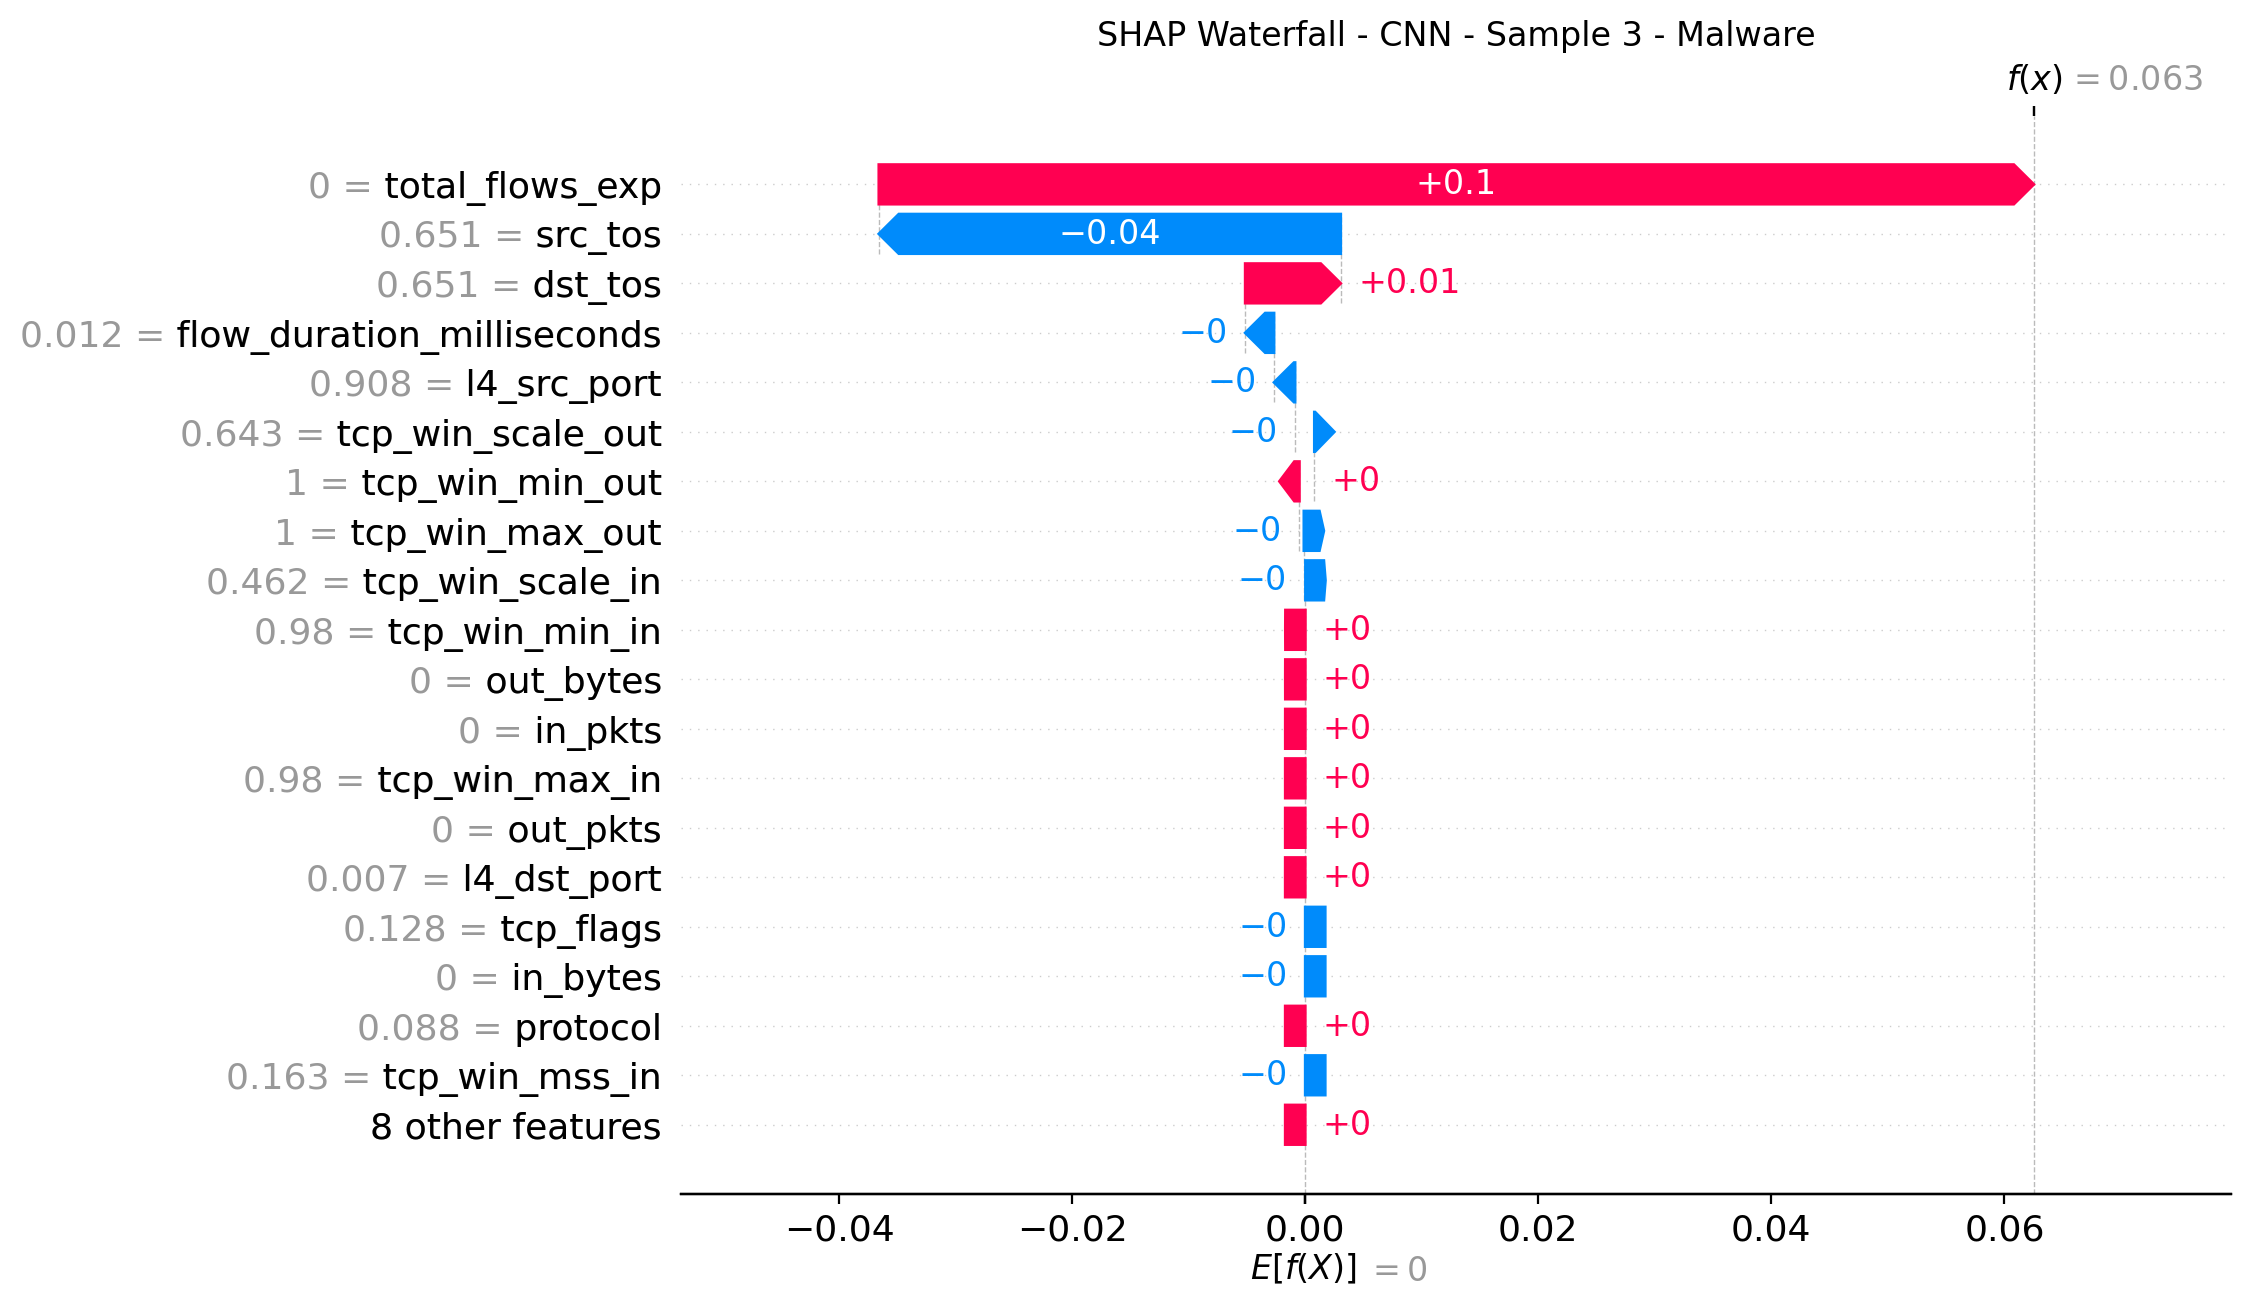 SHAP Waterfall - CNN - Sample 3 - Malware
f(x) = 0.063
0 = total_flows_exp +0.1
0.651 = src_tos −0.04
0.651 = dst_tos +0.01
0.012 = flow_duration_milliseconds −0
0.908 = l4_src_port −0
0.643 = tcp_win_scale_out −0
1 = tcp_win_min_out +0
1 = tcp_win_max_out −0
0.462 = tcp_win_scale_in −0
0.98 = tcp_win_min_in +0
0 = out_bytes +0
0 = in_pkts +0
0.98 = tcp_win_max_in +0
0 = out_pkts +0
0.007 = l4_dst_port +0
0.128 = tcp_flags −0
0 = in_bytes −0
0.088 = protocol +0
0.163 = tcp_win_mss_in −0
8 other features +0
−0.04 −0.02 0.00 0.02 0.04 0.06
E[f(X)] = 0